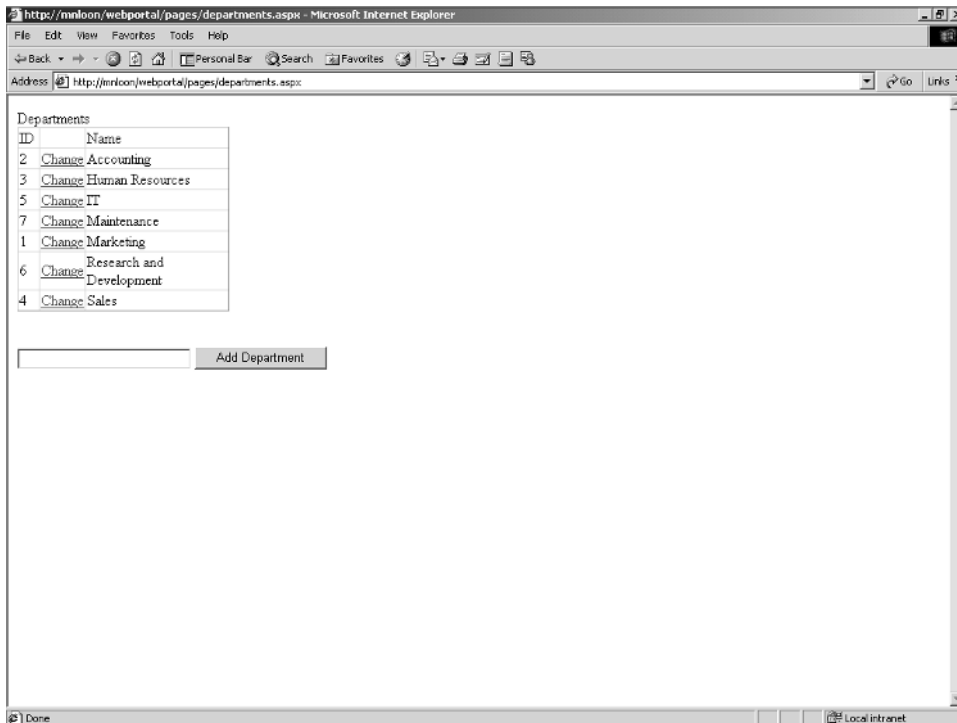 http://mnloon/webportal/pages/departments.aspx - Microsoft Internet Explorer
File Edit View Favorites Tools Help
Back Personal Bar Search Favorites
Address http://mnloon/webportal/pages/departments.aspx Go Links
Departments
ID Name
2 Change Accounting
3 Change Human Resources
5 Change IT
7 Change Maintenance
1 Change Marketing
6 Change Research and
Development
4 Change Sales
Add Department
Done Local intranet